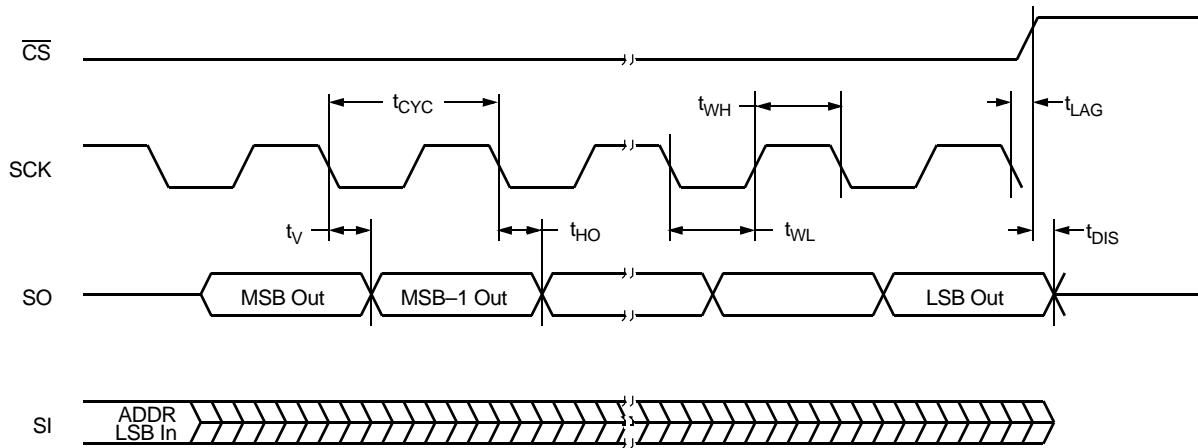 C̅S̅
tCYC
tWH
tLAG
SCK
tV
tHO
tWL
tDIS
SO
MSB Out
MSB–1 Out
LSB Out
SI
ADDR
LSB In